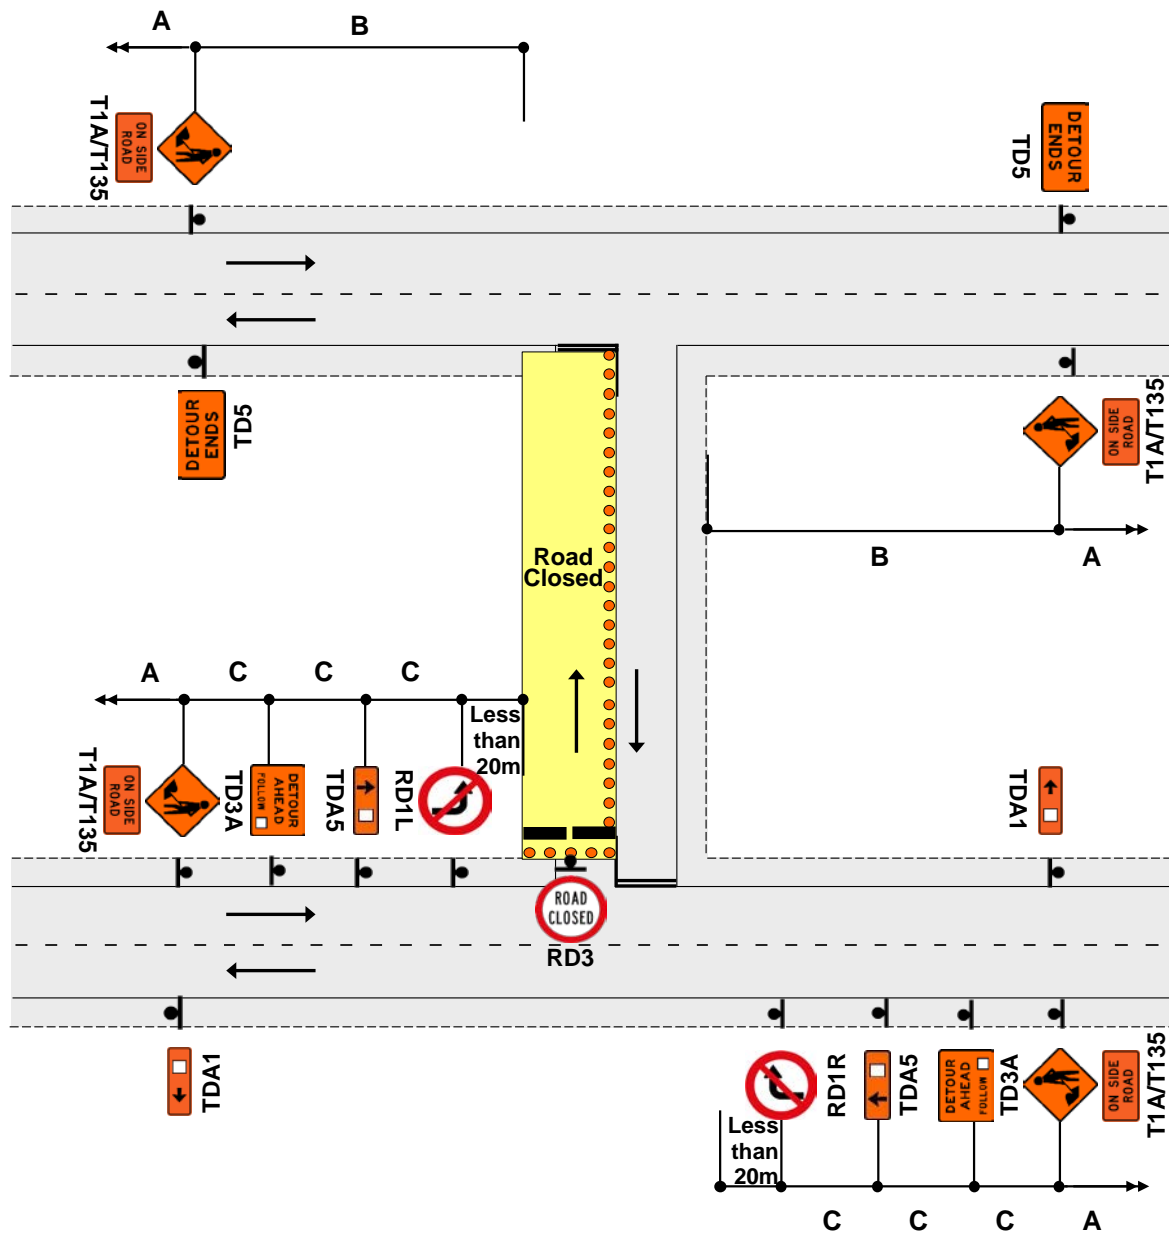 A
B
T1A/T135
ON SIDE
ROAD
TD5
DETOUR
ENDS
DETOUR
ENDS
TD5
ON SIDE
ROAD
T1A/T135
B
A
Road
Closed
A
C
C
C
Less
than
20m
T1A/T135
ON SIDE
ROAD
TD3A
DETOUR
AHEAD
FOLLOW
TDA5
RD1L
TDA1
ROAD
CLOSED
RD3
TDA1
RD1R
TDA5
DETOUR
AHEAD
FOLLOW
TD3A
ON SIDE
ROAD
T1A/T135
Less
than
20m
C
C
C
A